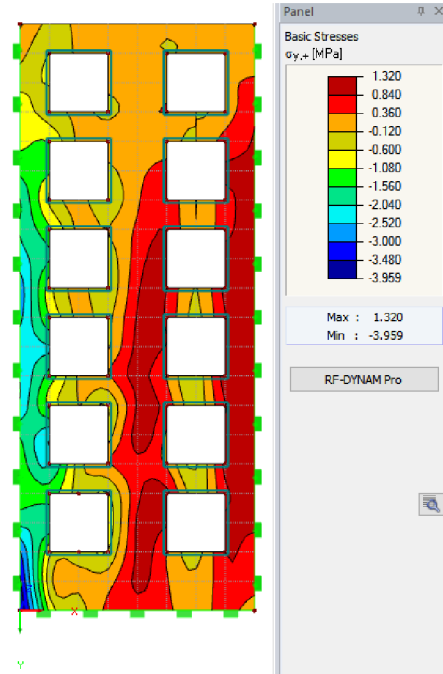 Panel
Basic Stresses
σy,+ [MPa]
1.320
0.840
0.360
-0.120
-0.600
-1.080
-1.560
-2.040
-2.520
-3.000
-3.480
-3.959
Max : 1.320
Min : -3.959
RF-DYNAM Pro
X
Y